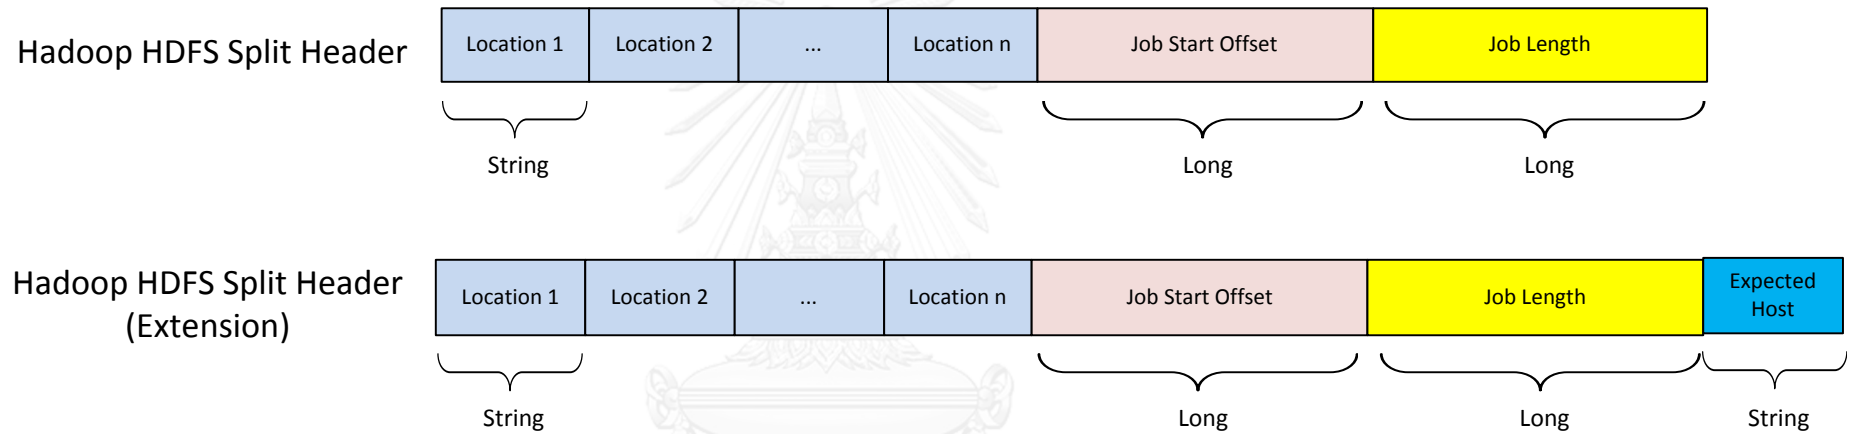 Hadoop HDFS Split Header
Location 1 Location 2 ... Location n Job Start Offset Job Length
String Long Long
Hadoop HDFS Split Header
(Extension)
Location 1 Location 2 ... Location n Job Start Offset Job Length Expected
Host
String Long Long String